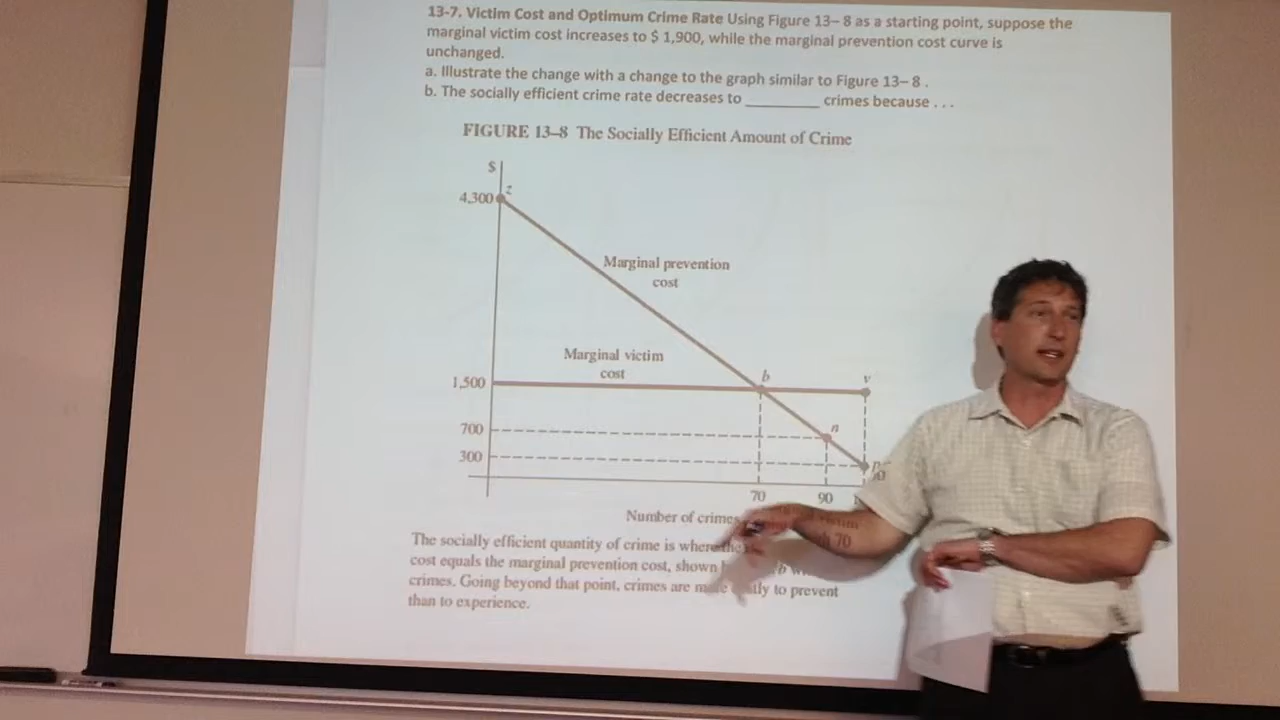 13-7. Victim Cost and Optimum Crime Rate Using Figure 13–8 as a starting point, suppose the
marginal victim cost increases to $ 1,900, while the marginal prevention cost curve is
unchanged.
a. Illustrate the change with a change to the graph similar to Figure 13–8 .
b. The socially efficient crime rate decreases to ________ crimes because . . .
FIGURE 13–8 The Socially Efficient Amount of Crime
$
4,300
z
Marginal prevention
cost
Marginal victim
cost
1,500
b
v
700
n
300
p
70
90
Number of crimes
The socially efficient quantity of crime is where the
cost equals the marginal prevention cost, shown b
70
crimes. Going beyond that point, crimes are to prevent
than to experience.